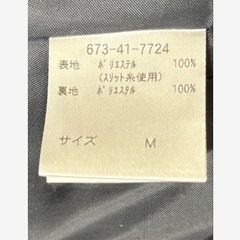 673-41-7724
表地 ﾎﾟﾘｴｽﾃﾙ 100%
(ｽﾘｯﾄ糸使用)
裏地 ﾎﾟﾘｴｽﾃﾙ 100%
サイズ M